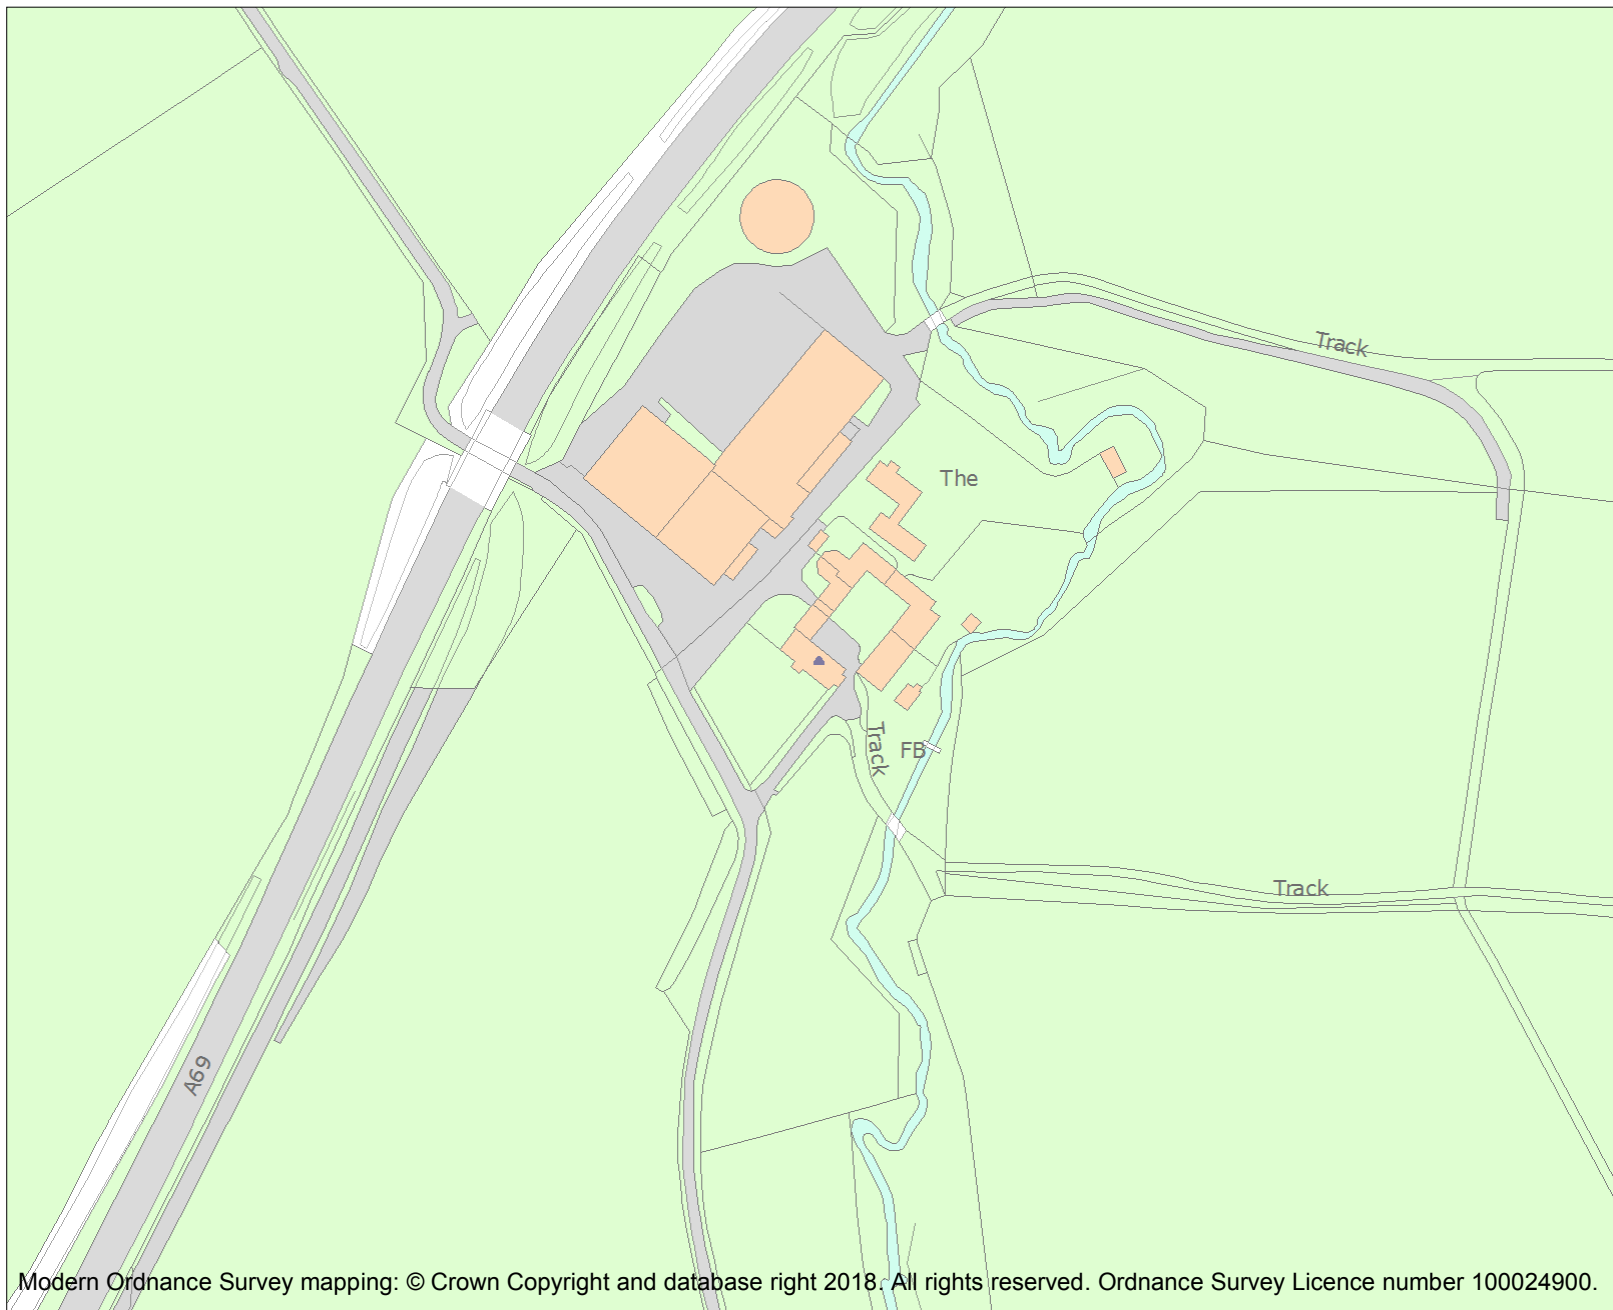 Track
The
Track
FB
Track
A69
Modern Ordnance Survey mapping: © Crown Copyright and database right 2018. All rights reserved. Ordnance Survey Licence number 100024900.